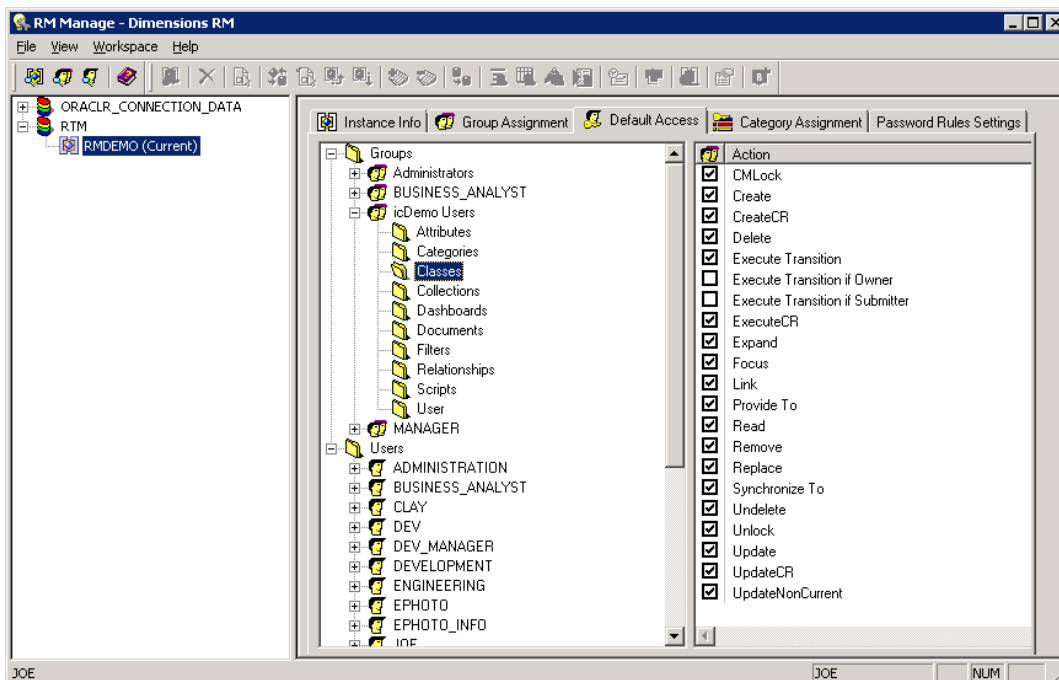 RM Manage - Dimensions RM
File View Workspace Help
ORACLR_CONNECTION_DATA
RTM
RMDEMO (Current)
Instance Info Group Assignment Default Access Category Assignment Password Rules Settings
Groups
Administrators
BUSINESS_ANALYST
icDemo Users
Attributes
Categories
Classes
Collections
Dashboards
Documents
Filters
Relationships
Scripts
User
MANAGER
Users
ADMINISTRATION
BUSINESS_ANALYST
CLAY
DEV
DEV_MANAGER
DEVELOPMENT
ENGINEERING
EPHOTO
EPHOTO_INFO
JOE
Action
CMLock
Create
CreateCR
Delete
Execute Transition
Execute Transition if Owner
Execute Transition if Submitter
ExecuteCR
Expand
Focus
Link
Provide To
Read
Remove
Replace
Synchronize To
Undelete
Unlock
Update
UpdateCR
UpdateNonCurrent
JOE JOE NUM